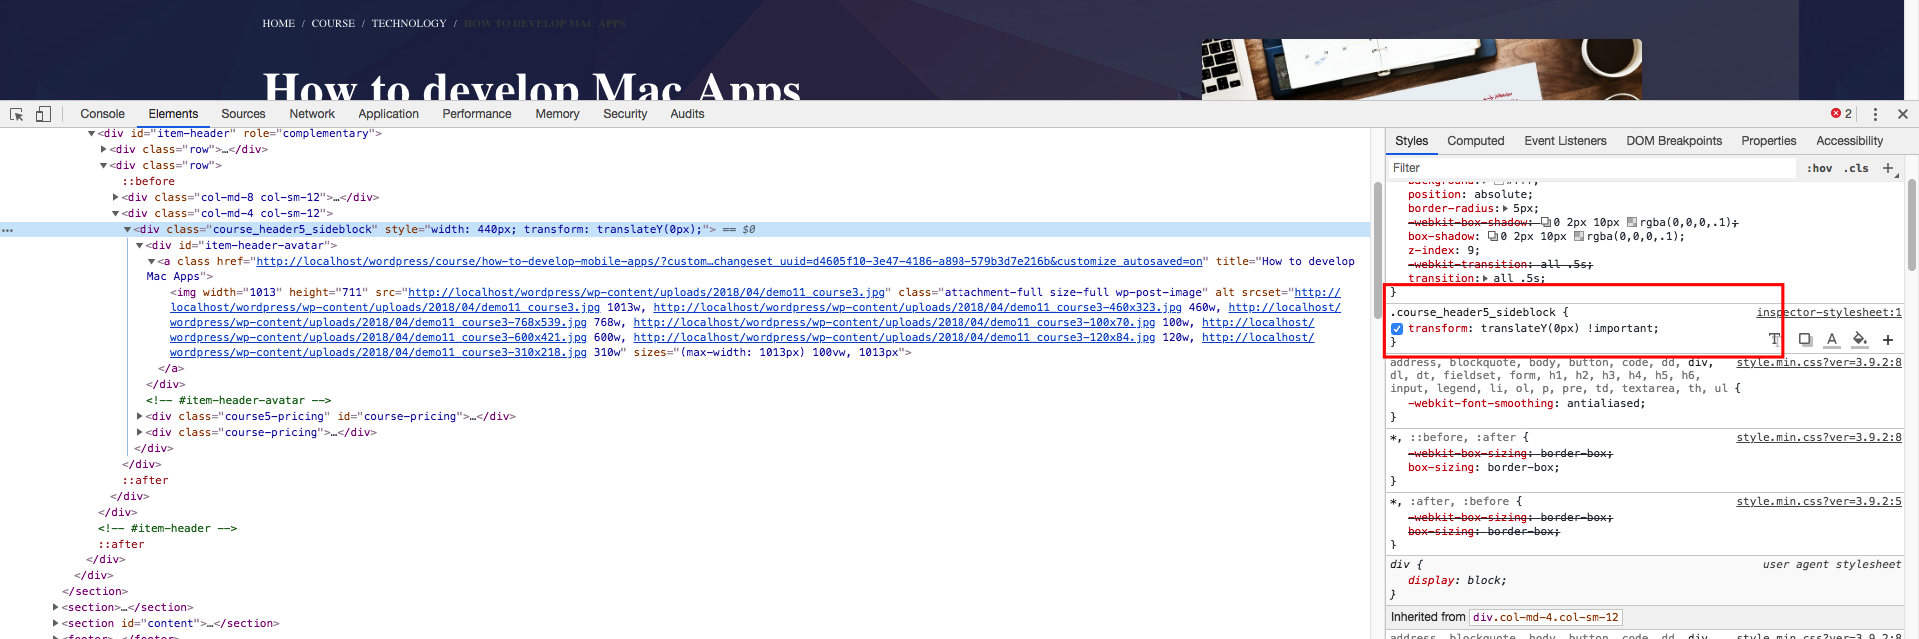 HOME / COURSE / TECHNOLOGY / HOW TO DEVELOP MAC APPS
How to develop Mac Apps
Console Elements Sources Network Application Performance Memory Security Audits 2
<div id="item-header" role="complementary">
<div class="row">…</div>
<div class="row">
::before
<div class="col-md-8 col-sm-12">…</div>
<div class="col-md-4 col-sm-12">
<div class="course_header5_sideblock" style="width: 440px; transform: translateY(0px);"> == $0
<div id="item-header-avatar">
<a class href="http://localhost/wordpress/course/how-to-develop-mobile-apps/?custom…changeset_uuid=d4605f10-3e47-4186-a898-579b3d7e216b&customize_autosaved=on" title="How to develop
Mac Apps">
<img width="1013" height="711" src="http://localhost/wordpress/wp-content/uploads/2018/04/demo11_course3.jpg" class="attachment-full size-full wp-post-image" alt srcset="http://
localhost/wordpress/wp-content/uploads/2018/04/demo11_course3.jpg 1013w, http://localhost/wordpress/wp-content/uploads/2018/04/demo11_course3-460x323.jpg 460w, http://localhost/
wordpress/wp-content/uploads/2018/04/demo11_course3-768x539.jpg 768w, http://localhost/wordpress/wp-content/uploads/2018/04/demo11_course3-100x70.jpg 100w, http://localhost/
wordpress/wp-content/uploads/2018/04/demo11_course3-600x421.jpg 600w, http://localhost/wordpress/wp-content/uploads/2018/04/demo11_course3-120x84.jpg 120w, http://localhost/
wordpress/wp-content/uploads/2018/04/demo11_course3-310x218.jpg 310w" sizes="(max-width: 1013px) 100vw, 1013px">
</a>
</div>
<!-- #item-header-avatar -->
<div class="course5-pricing" id="course-pricing">…</div>
<div class="course-pricing">…</div>
</div>
</div>
::after
</div>
</div>
<!-- #item-header -->
::after
</div>
</div>
</section>
<section>…</section>
<section id="content">…</section>
<footer>…</footer>
Styles Computed Event Listeners DOM Breakpoints Properties Accessibility
Filter :hov .cls +
background: #fff;
position: absolute;
border-radius: 5px;
-webkit-box-shadow: 0 2px 10px rgba(0,0,0,.1);
box-shadow: 0 2px 10px rgba(0,0,0,.1);
z-index: 9;
-webkit-transition: all .5s;
transition: all .5s;
}
.course_header5_sideblock { inspector-stylesheet:1
transform: translateY(0px) !important;
}
address, blockquote, body, button, code, dd, div, style.min.css?ver=3.9.2:8
dl, dt, fieldset, form, h1, h2, h3, h4, h5, h6,
input, legend, li, ol, p, pre, td, textarea, th, ul {
-webkit-font-smoothing: antialiased;
}
*, ::before, :after { style.min.css?ver=3.9.2:8
-webkit-box-sizing: border-box;
box-sizing: border-box;
}
*, :after, :before { style.min.css?ver=3.9.2:5
-webkit-box-sizing: border-box;
box-sizing: border-box;
}
div { user agent stylesheet
display: block;
}
Inherited from div.col-md-4.col-sm-12
address, blockquote, body, button, code, dd, div, style.min.css?ver=3.9.2:8